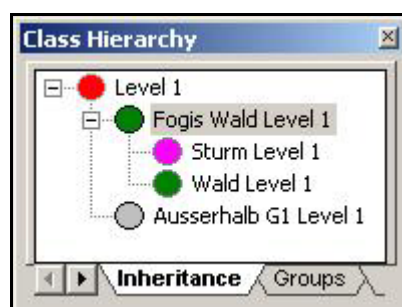 Class Hierarchy
Level 1
Fogis Wald Level 1
Sturm Level 1
Wald Level 1
Ausserhalb G1 Level 1
Inheritance Groups